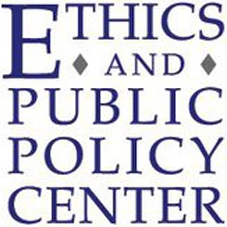 ETHICS
AND
PUBLIC
POLICY
CENTER